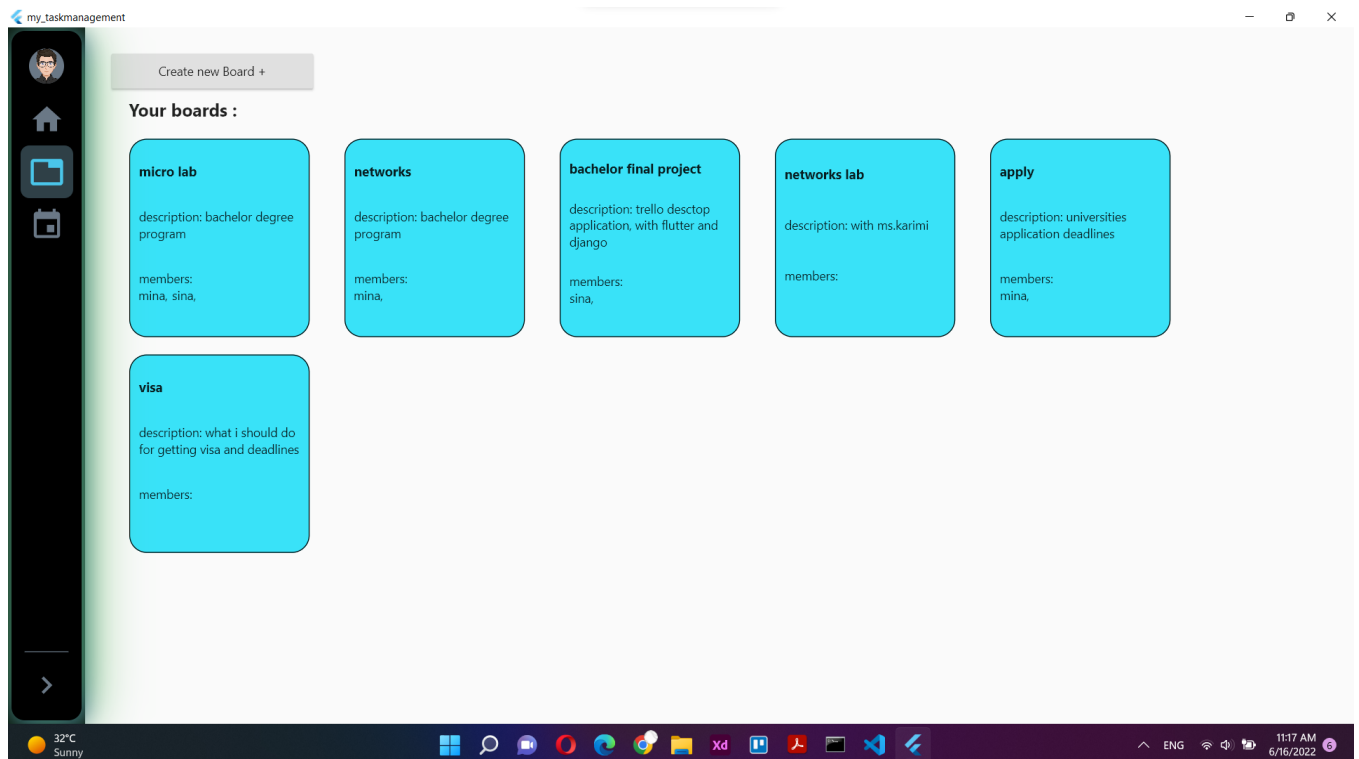 my_taskmanagement
Create new Board +
Your boards :
micro lab
description: bachelor degree
program
members:
mina, sina,
networks
description: bachelor degree
program
members:
mina,
bachelor final project
description: trello desctop
application, with flutter and
django
members:
sina,
networks lab
description: with ms.karimi
members:
apply
description: universities
application deadlines
members:
mina,
visa
description: what i should do
for getting visa and deadlines
members:
32°C
Sunny
Xd
ENG
11:17 AM
6/16/2022
6